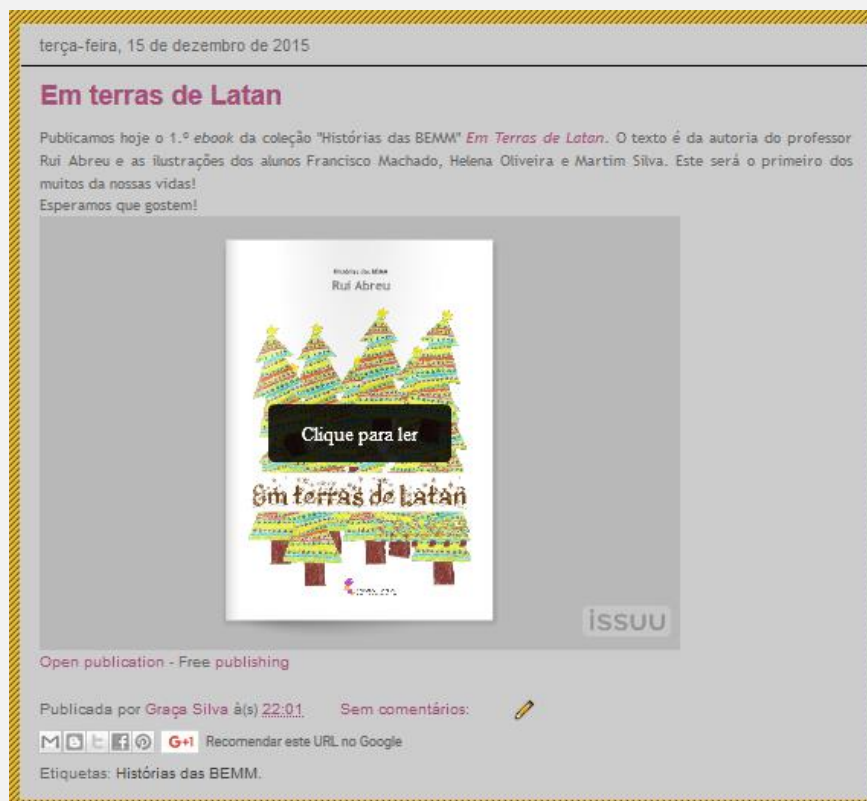 terça-feira, 15 de dezembro de 2015
Em terras de Latan
Publicamos hoje o 1.º ebook da coleção "Histórias das BEMM" Em Terras de Latan. O texto é da autoria do professor
Rui Abreu e as ilustrações dos alunos Francisco Machado, Helena Oliveira e Martim Silva. Este será o primeiro dos
muitos da nossas vidas!
Esperamos que gostem!
Histórias das BEMM
Rui Abreu
Clique para ler
Em terras de Latan
issuu
Open publication - Free publishing
Publicada por Graça Silva à(s) 22:01 Sem comentários:
G+1 Recomendar este URL no Google
Etiquetas: Histórias das BEMM.